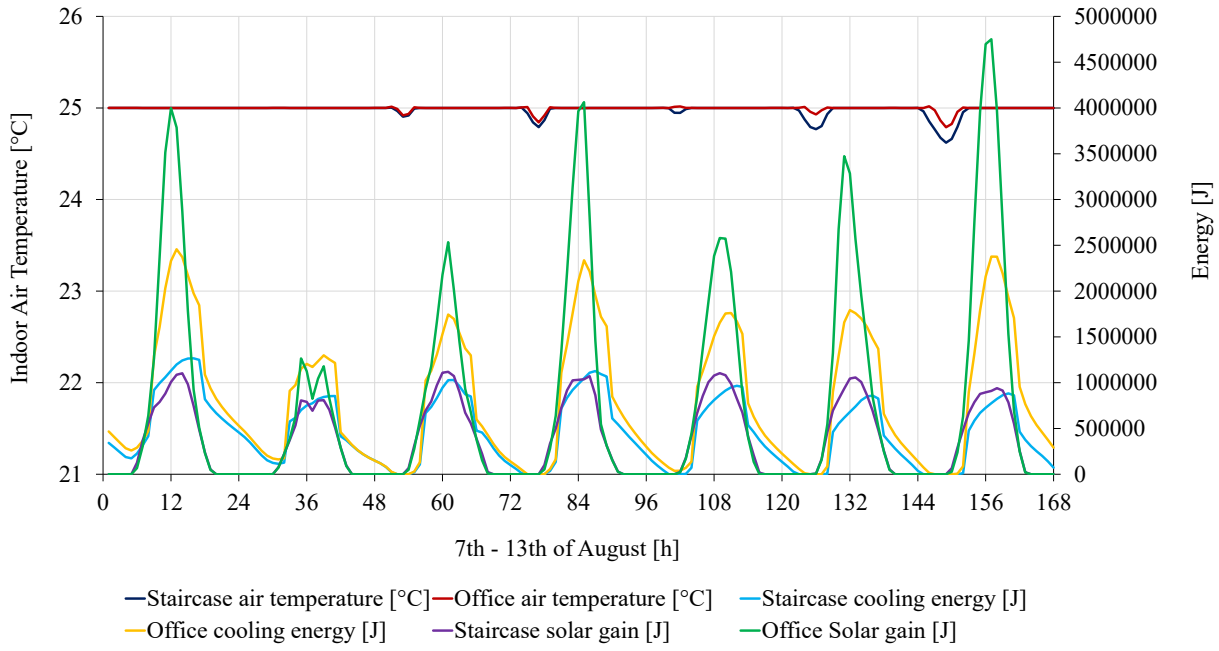 26
25
24
23
22
21
Indoor Air Temperature [°C]
5000000
4500000
4000000
3500000
3000000
2500000
2000000
1500000
1000000
500000
0
Energy [J]
0 12 24 36 48 60 72 84 96 108 120 132 144 156 168
7th - 13th of August [h]
Staircase air temperature [°C] Office air temperature [°C] Staircase cooling energy [J]
Office cooling energy [J] Staircase solar gain [J] Office Solar gain [J]